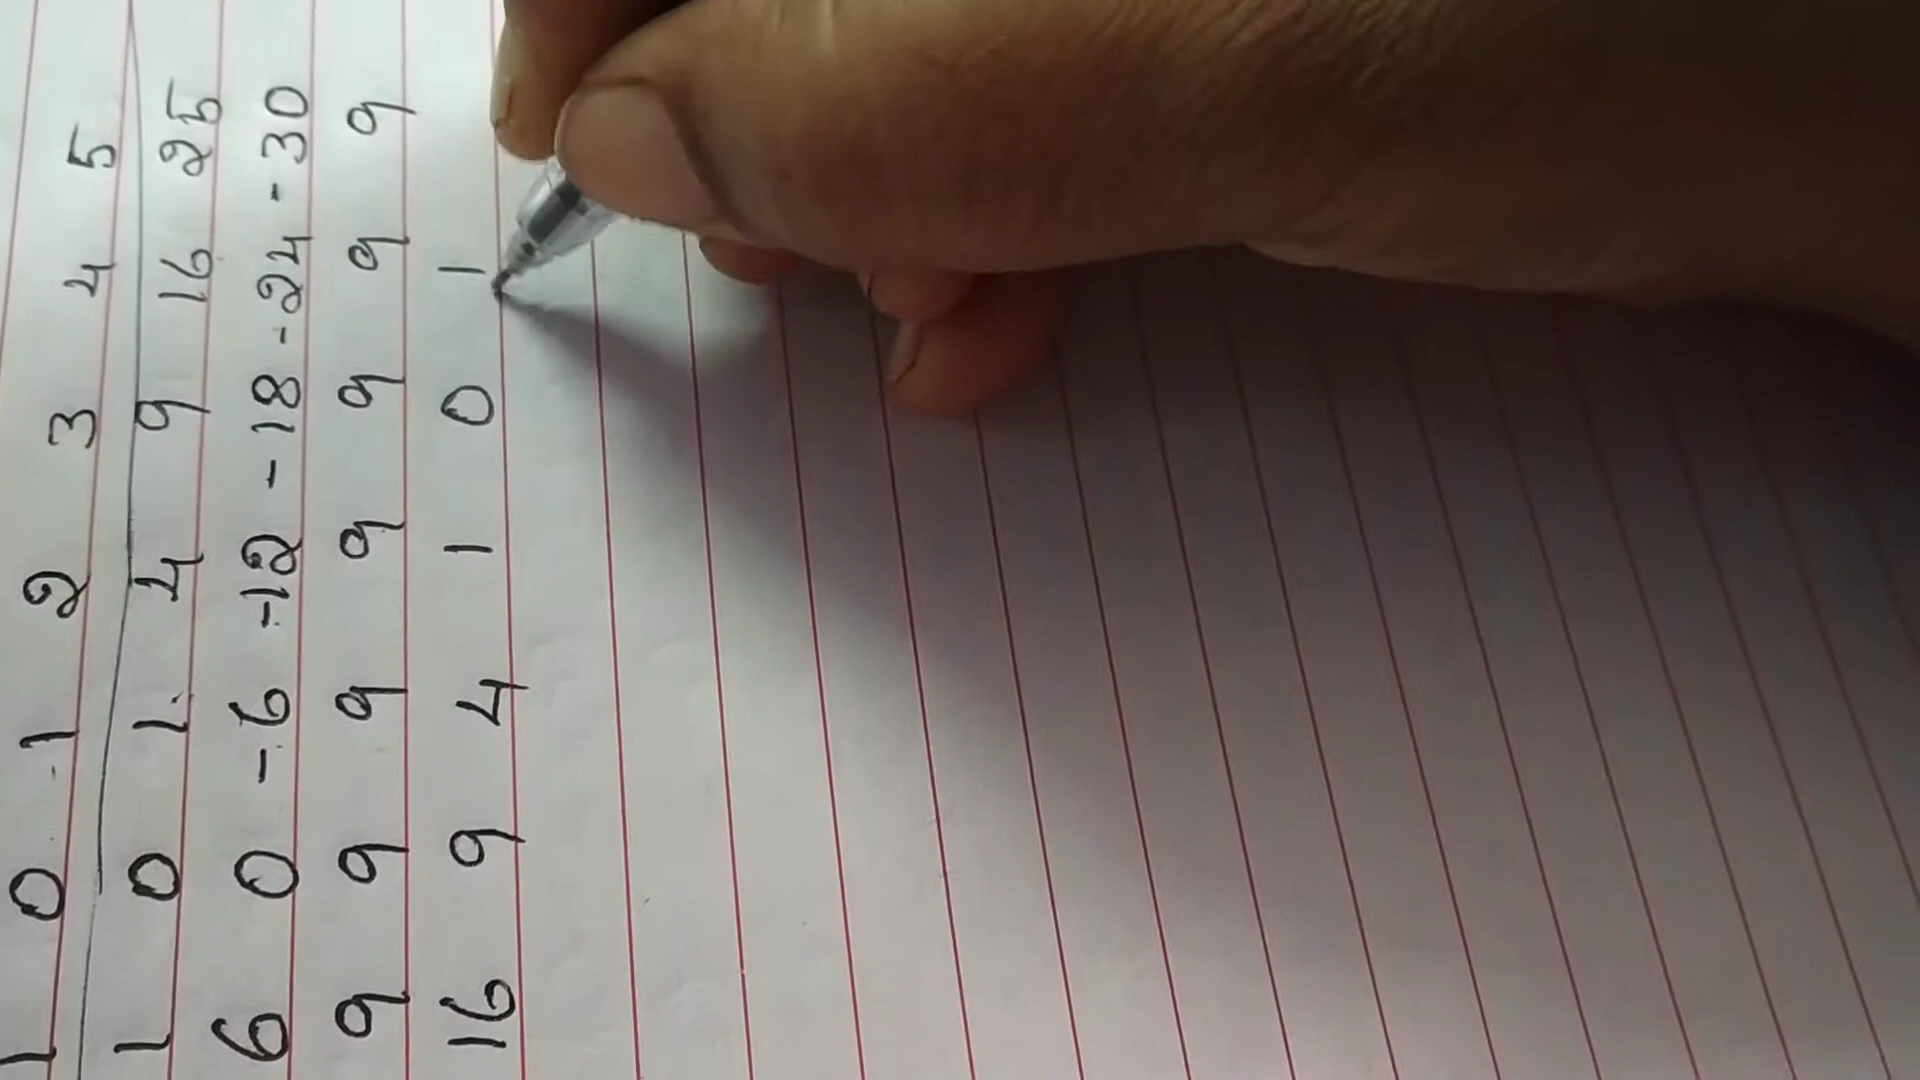 1 0 1 2 3 4 5
1 0 1 4 9 16 25
6 0 -6 -12 -18 -24 -30
9 9 9 9 9 9 9
16 9 4 1 0 1